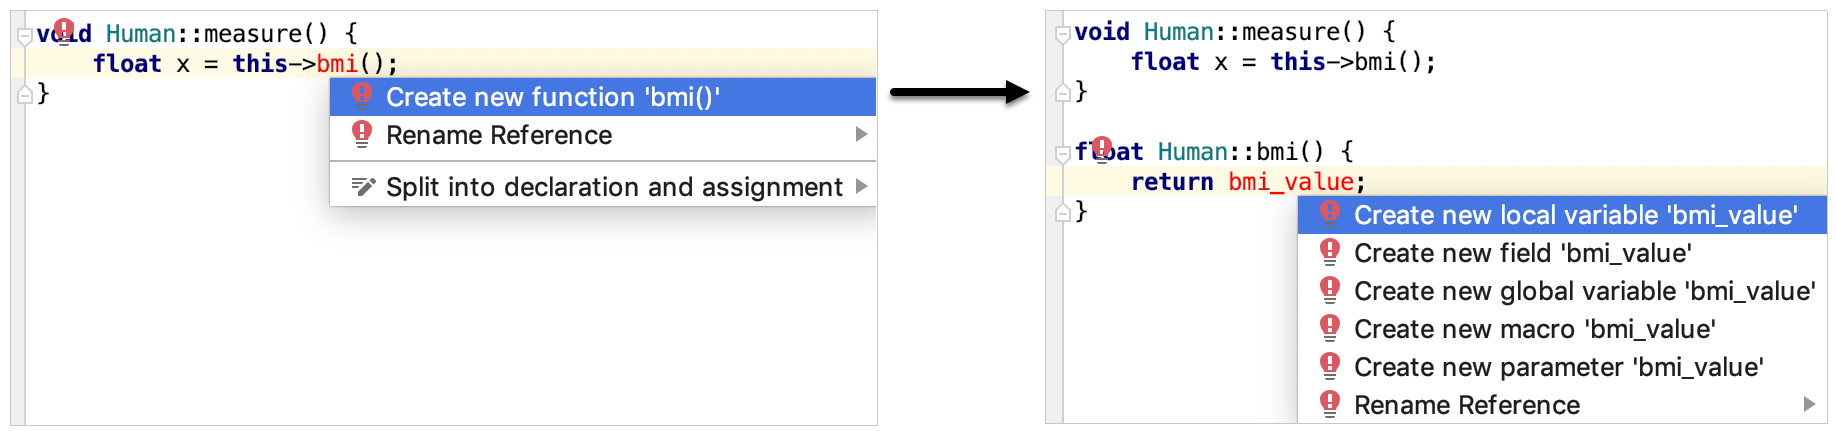 void Human::measure() {
float x = this->bmi();
}
Create new function 'bmi()'
Rename Reference
Split into declaration and assignment
void Human::measure() {
float x = this->bmi();
}
float Human::bmi() {
return bmi_value;
}
Create new local variable 'bmi_value'
Create new field 'bmi_value'
Create new global variable 'bmi_value'
Create new macro 'bmi_value'
Create new parameter 'bmi_value'
Rename Reference